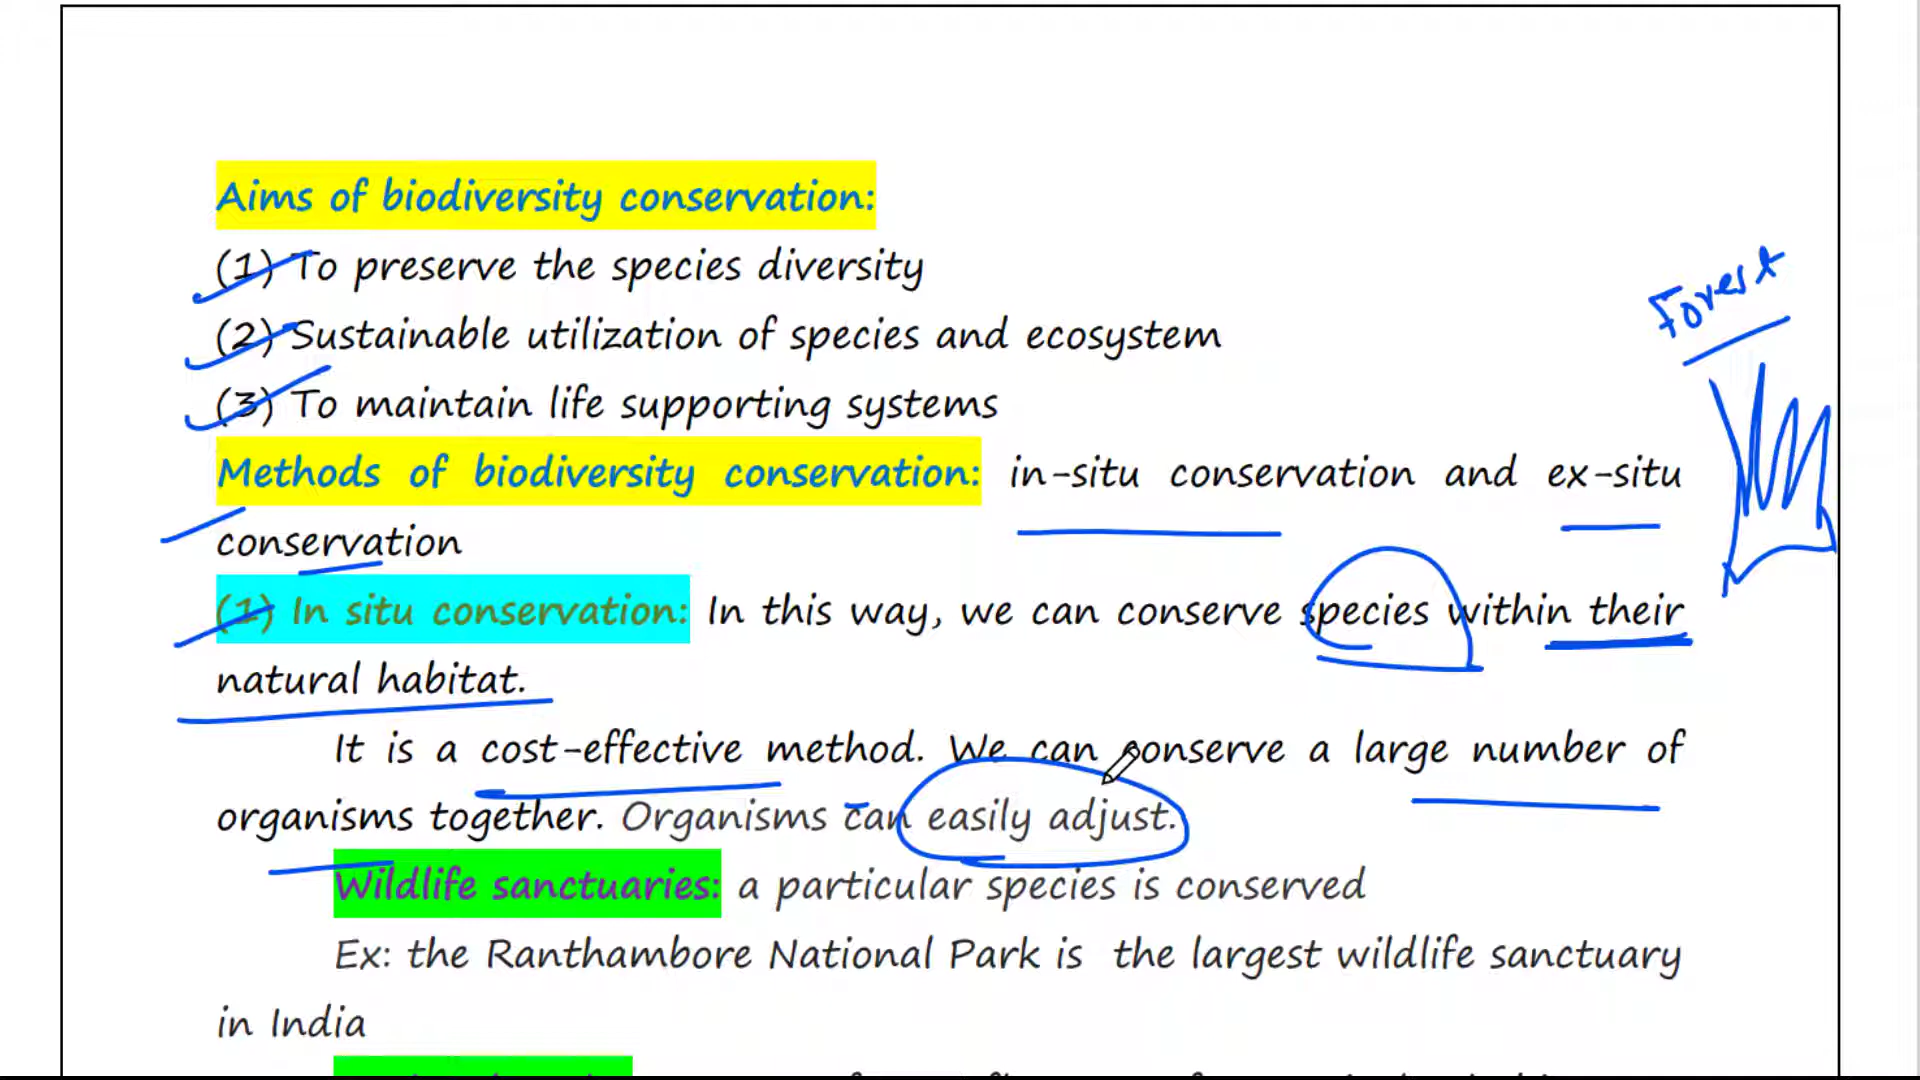 Aims of biodiversity conservation:
(1) To preserve the species diversity
(2) Sustainable utilization of species and ecosystem
Forest
(3) To maintain life supporting systems
Methods of biodiversity conservation: in-situ conservation and ex-situ
conservation
(1) In situ conservation: In this way, we can conserve species within their
natural habitat.
It is a cost-effective method. We can conserve a large number of
organisms together. Organisms can easily adjust.
Wildlife sanctuaries: a particular species is conserved
Ex: the Ranthambore National Park is the largest wildlife sanctuary
in India